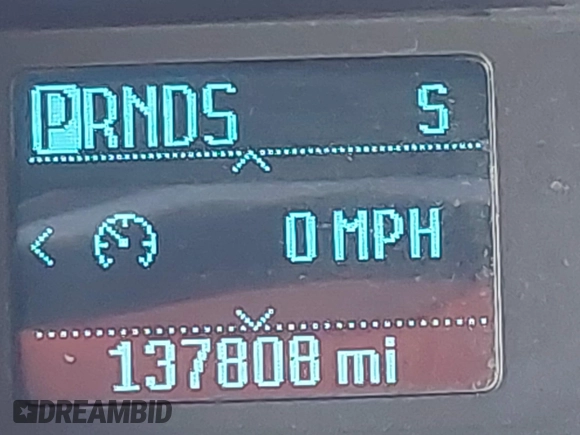 PRNDS S
0 MPH
137808 mi
DREAMBID